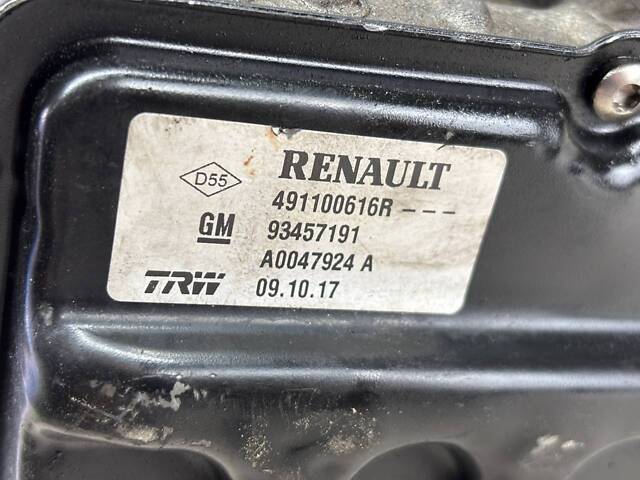 RENAULT
D55
491100616R ---
GM 93457191
A0047924 A
TRW 09.10.17